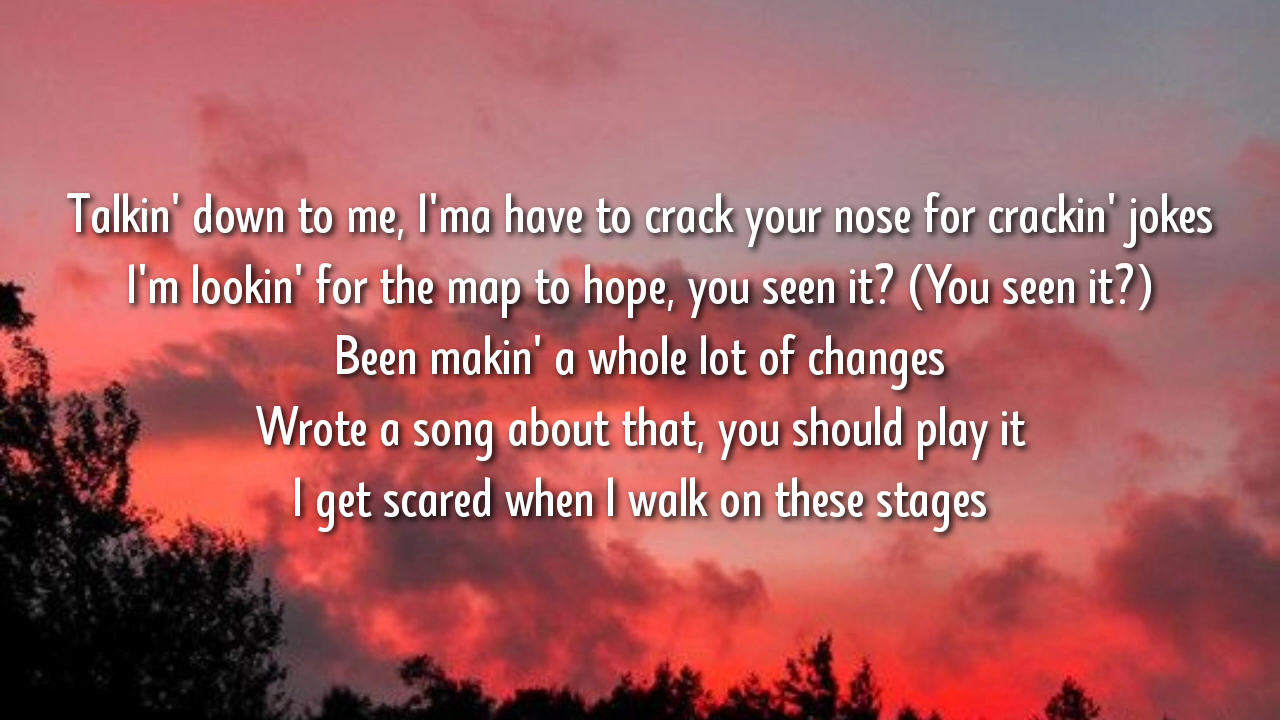 Talkin' down to me, I'ma have to crack your nose for crackin' jokes
I'm lookin' for the map to hope, you seen it? (You seen it?)
Been makin' a whole lot of changes
Wrote a song about that, you should play it
I get scared when I walk on these stages